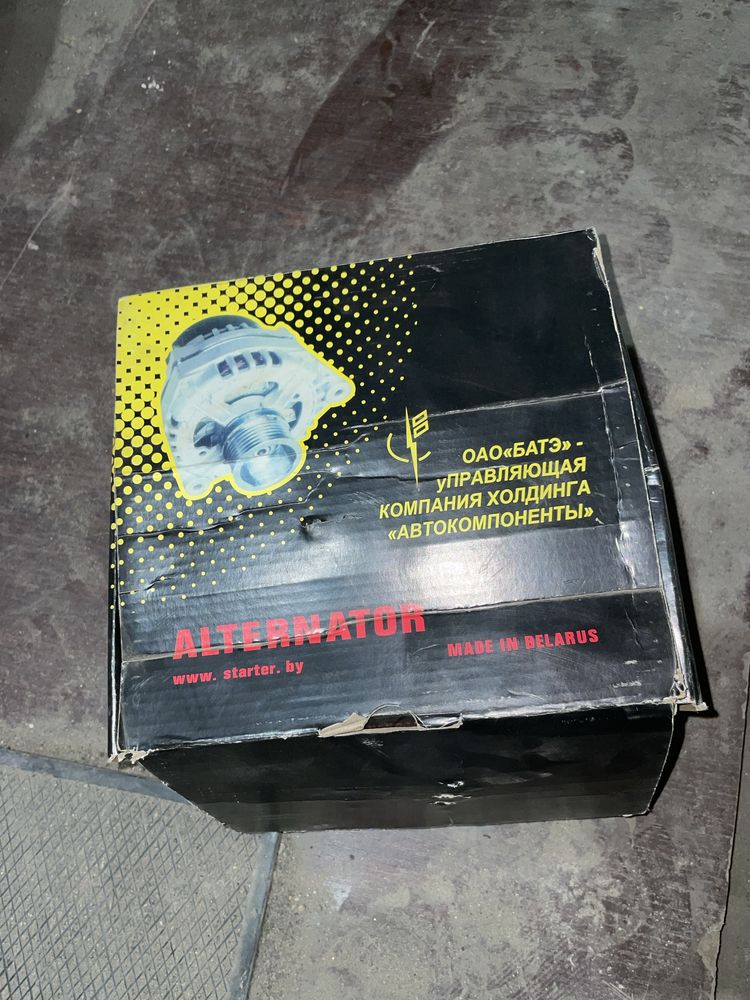 ОАО«БАТЭ» -
уПРАВЛЯЮЩАЯ
КОМПАНИЯ ХОЛДИНГА
«АВТОКОМПОНЕНТЫ»
ALTERNATOR
www. starter. by
MADE IN BELARUS